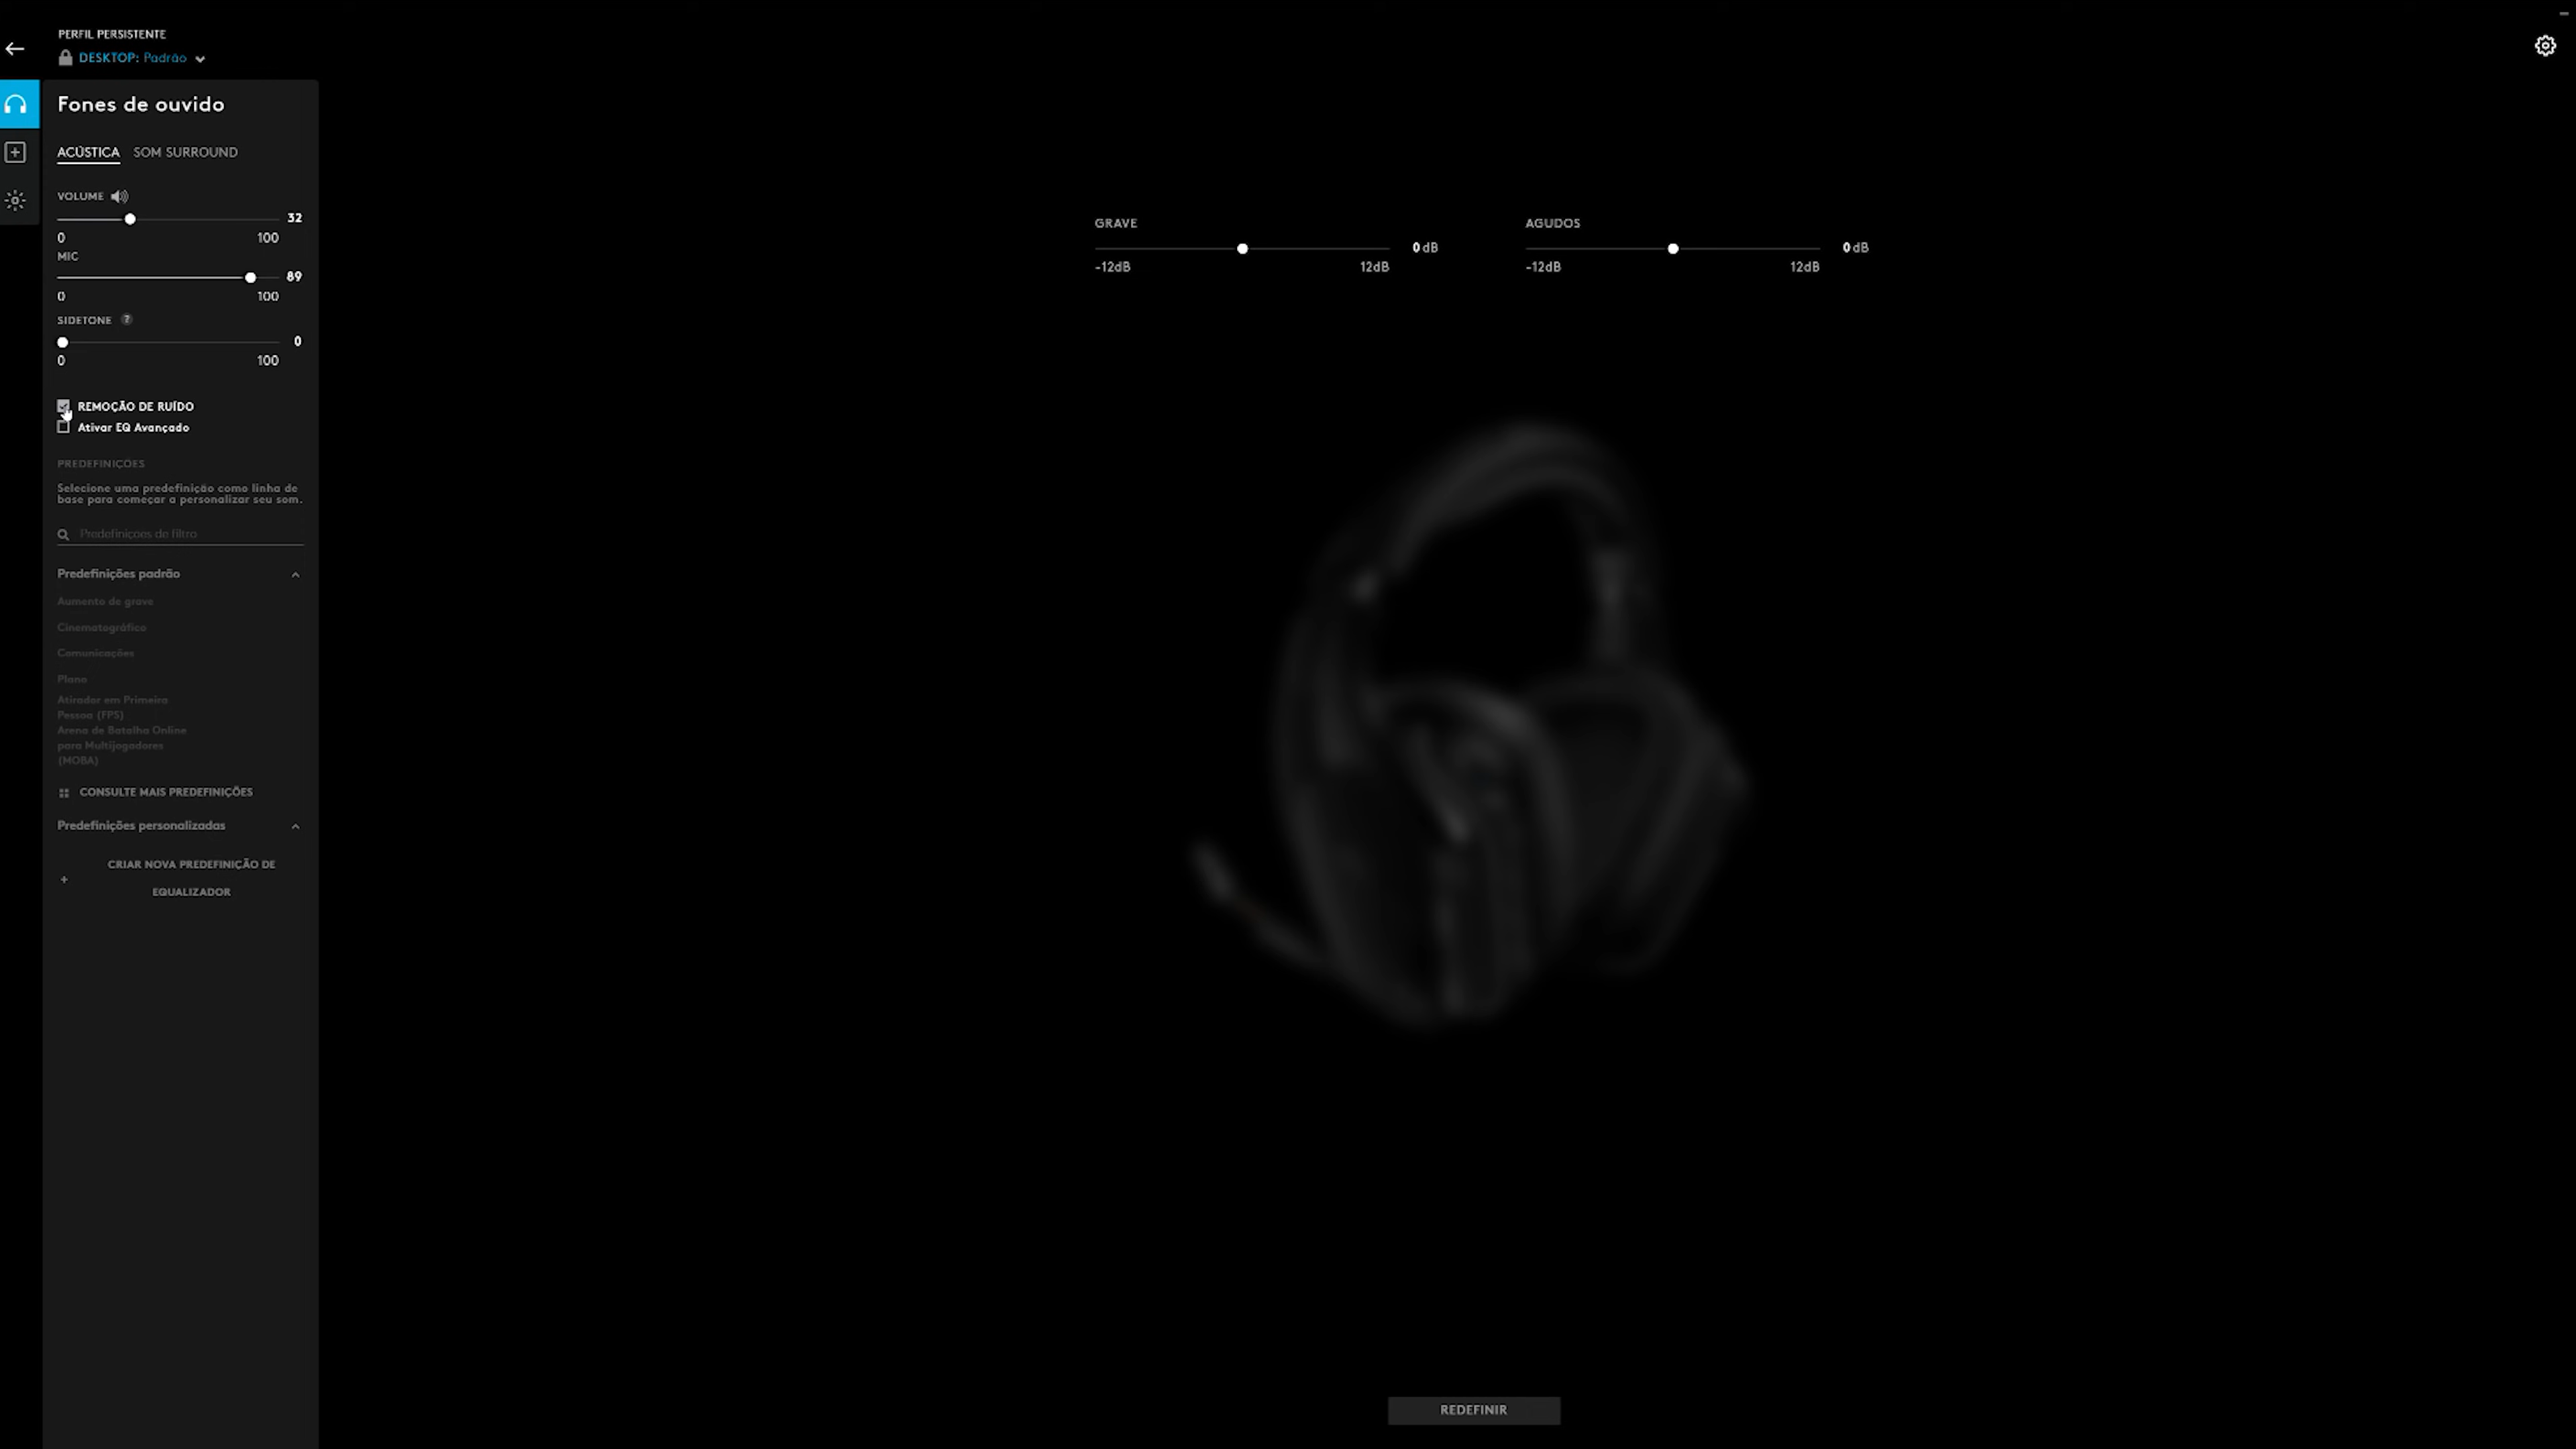 PERFIL PERSISTENTE
DESKTOP: Padrão
Fones de ouvido
ACÚSTICA SOM SURROUND
VOLUME
32
0 100
MIC
89
0 100
SIDETONE ?
0
0 100
REMOÇÃO DE RUÍDO
Ativar EQ Avançado
PREDEFINIÇÕES
Selecione uma predefinição como linha de
base para começar a personalizar seu som.
Predefinições de filtro
Predefinições padrão
Aumento de grave
Cinematográfico
Comunicações
Plano
Atirador em Primeira
Pessoa (FPS)
Arena de Batalha Online
para Multijogadores
(MOBA)
CONSULTE MAIS PREDEFINIÇÕES
Predefinições personalizadas
+ CRIAR NOVA PREDEFINIÇÃO DE
EQUALIZADOR
GRAVE
0 dB
-12dB 12dB
AGUDOS
0 dB
-12dB 12dB
REDEFINIR